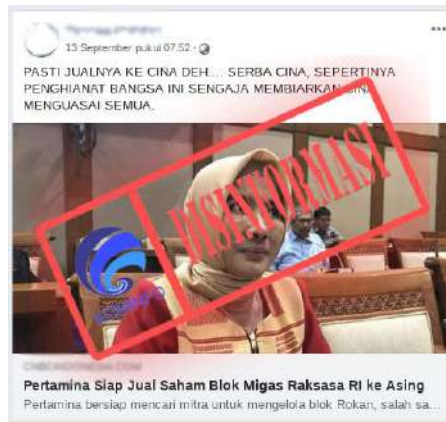 13 September pukul 07.52 ·
PASTI JUALNYA KE CINA DEH.... SERBA CINA, SEPERTINYA
PENGHIANAT BANGSA INI SENGAJA MEMBIARKAN CINA
MENGUASAI SEMUA.
DISINFORMASI
Pertamina Siap Jual Saham Blok Migas Raksasa RI ke Asing
Pertamina bersiap mencari mitra untuk mengelola blok Rokan, salah sa...